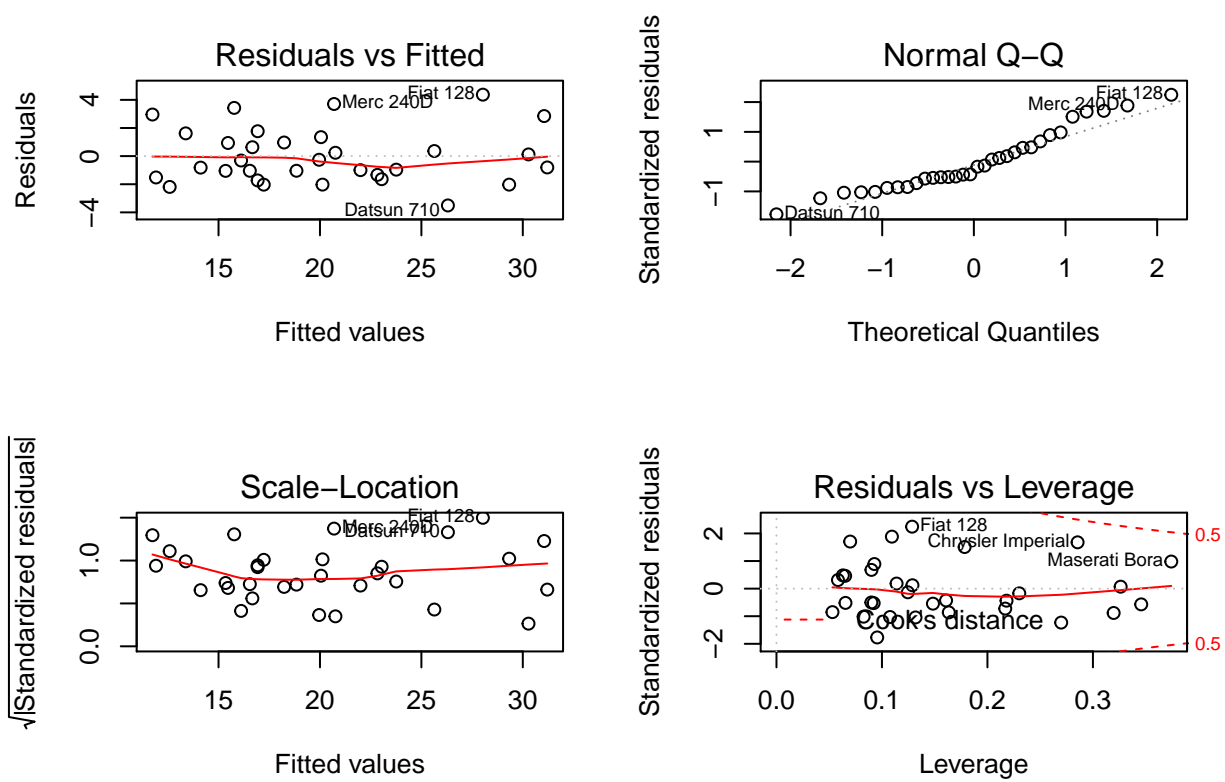 Residuals vs Fitted
Residuals
4
0
−4
Merc 240D
Fiat 128
Datsun 710
15 20 25 30
Fitted values
Normal Q−Q
Standardized residuals
1
−1
Fiat 128
Merc 240D
Datsun 710
−2 −1 0 1 2
Theoretical Quantiles
Scale−Location
√|Standardized residuals|
1.0
0.0
Fiat 128
Merc 240D
Datsun 710
15 20 25 30
Fitted values
Residuals vs Leverage
Standardized residuals
2
0
−2
Fiat 128
Chrysler Imperial
Maserati Bora
Cook's distance
0.5
0.5
0.0 0.1 0.2 0.3
Leverage